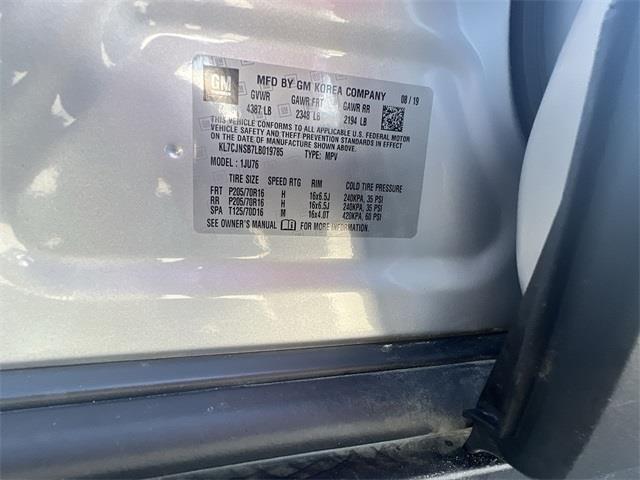 GM MFD BY GM KOREA COMPANY 08 / 19
GVWR GAWR FRT GAWR RR
4387 LB 2348 LB 2194 LB
THIS VEHICLE CONFORMS TO ALL APPLICABLE U.S. FEDERAL MOTOR
VEHICLE SAFETY AND THEFT PREVENTION STANDARDS IN EFFECT
ON THE DATE OF MANUFACTURE SHOWN ABOVE.
KL7CJNSB7LB019785 TYPE: MPV
MODEL : 1JU76
TIRE SIZE SPEED RTG RIM COLD TIRE PRESSURE
FRT P205/70R16 H 16x6.5J 240KPA, 35 PSI
RR P205/70R16 H 16x6.5J 240KPA, 35 PSI
SPA T125/70D16 M 16x4.0T 420KPA, 60 PSI
SEE OWNER'S MANUAL FOR MORE INFORMATION.